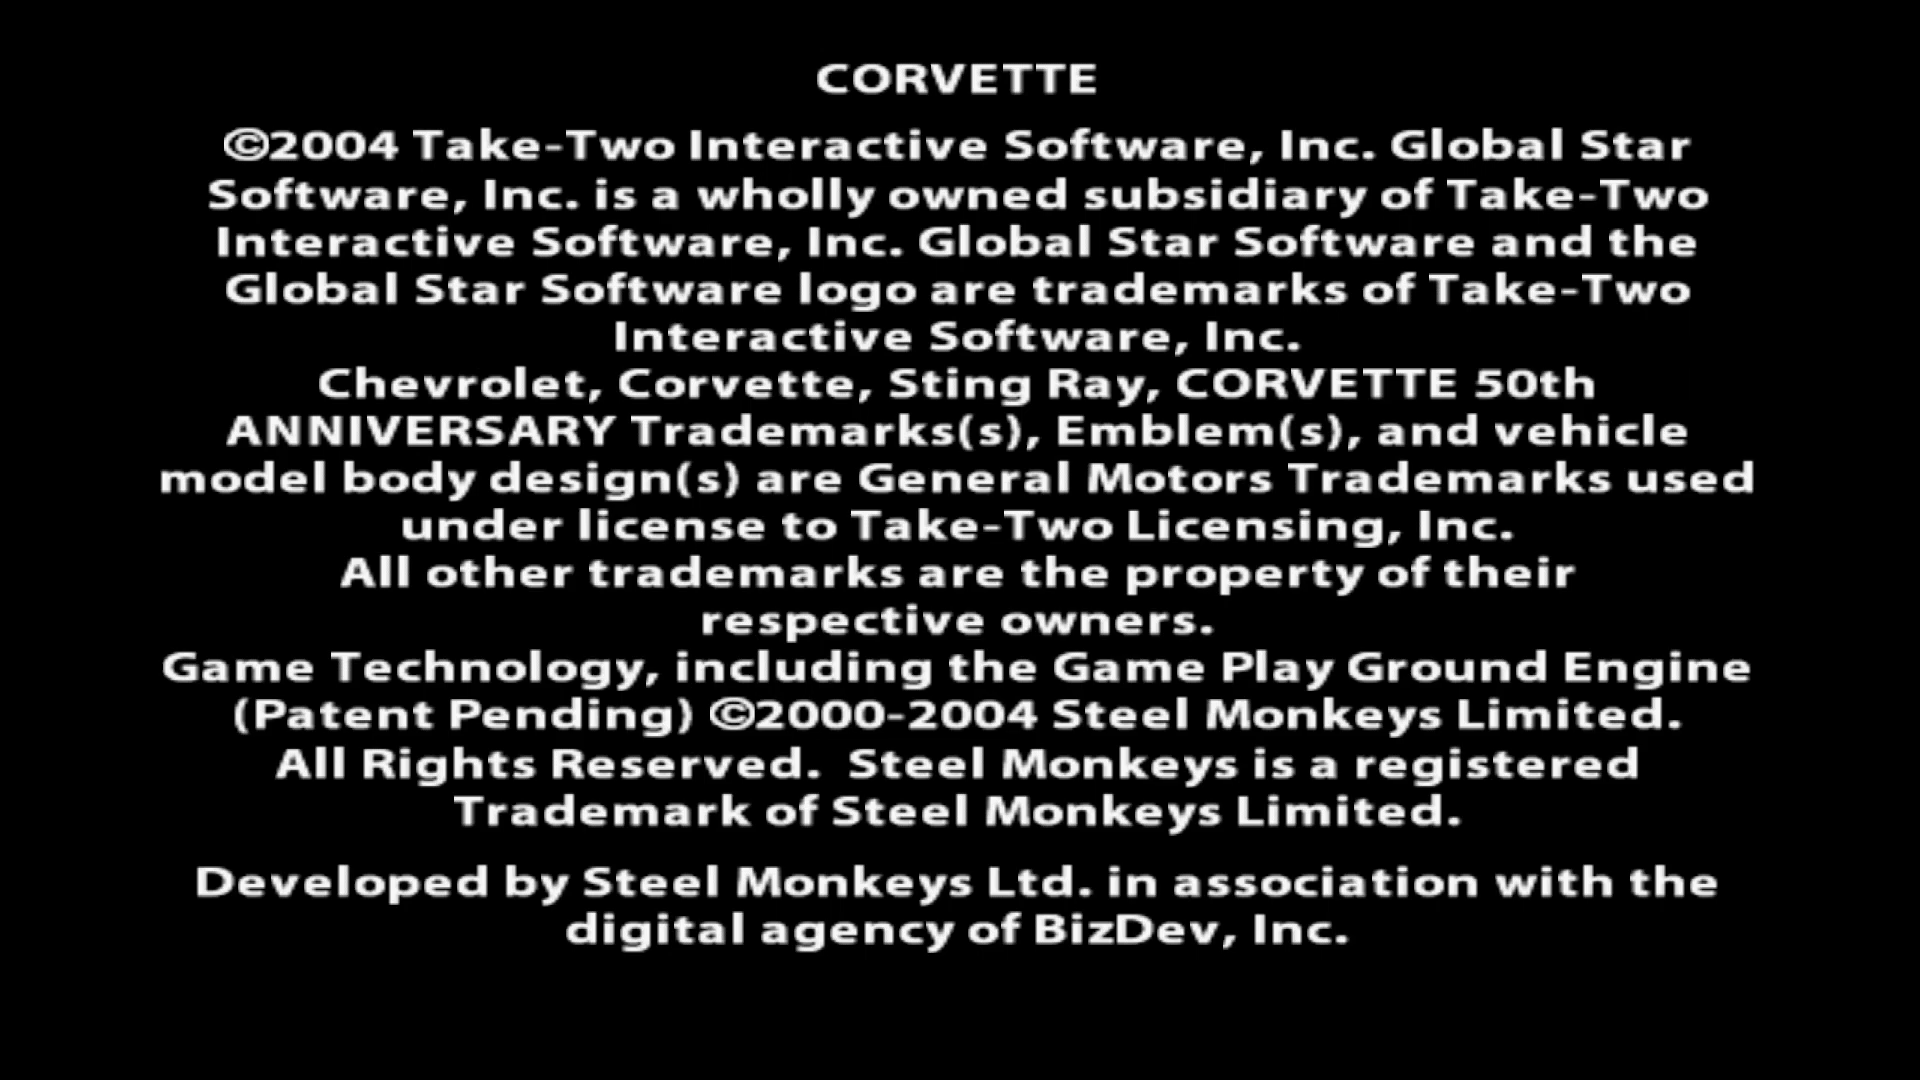 CORVETTE
©2004 Take-Two Interactive Software, Inc. Global Star
Software, Inc. is a wholly owned subsidiary of Take-Two
Interactive Software, Inc. Global Star Software and the
Global Star Software logo are trademarks of Take-Two
Interactive Software, Inc.
Chevrolet, Corvette, Sting Ray, CORVETTE 50th
ANNIVERSARY Trademarks(s), Emblem(s), and vehicle
model body design(s) are General Motors Trademarks used
under license to Take-Two Licensing, Inc.
All other trademarks are the property of their
respective owners.
Game Technology, including the Game Play Ground Engine
(Patent Pending) ©2000-2004 Steel Monkeys Limited.
All Rights Reserved.  Steel Monkeys is a registered
Trademark of Steel Monkeys Limited.
Developed by Steel Monkeys Ltd. in association with the
digital agency of BizDev, Inc.